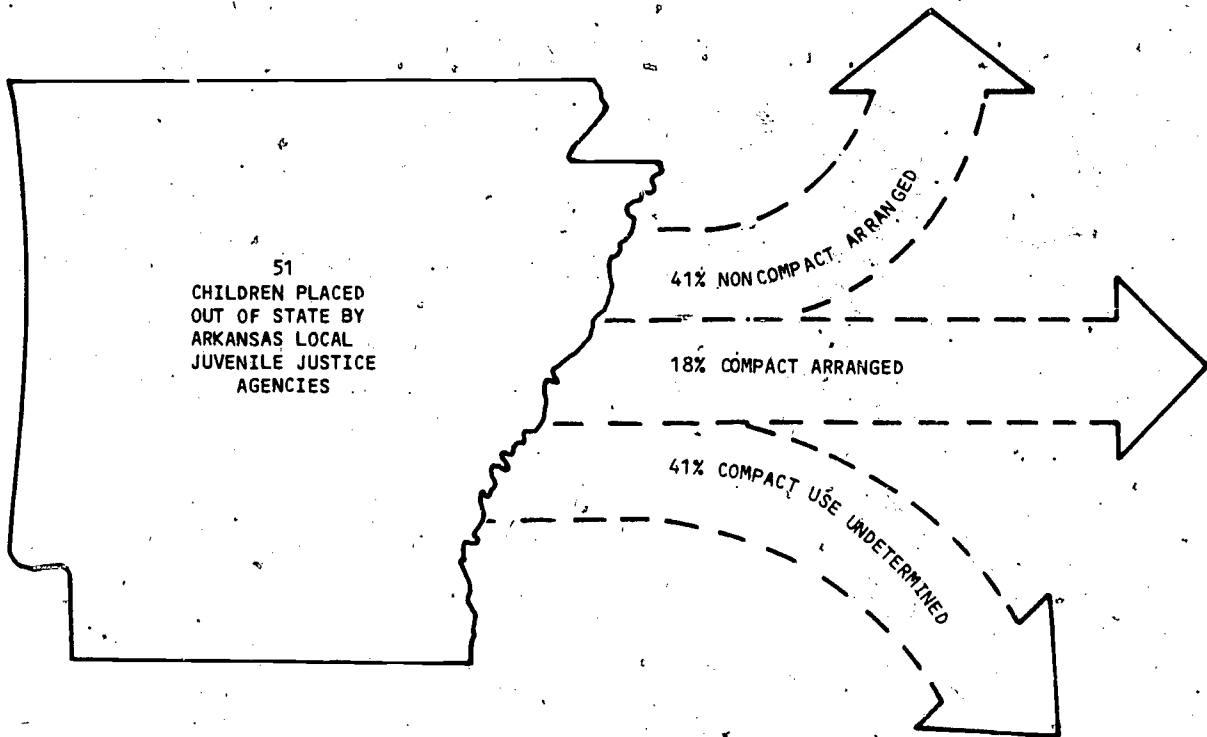 51
CHILDREN PLACED
OUT OF STATE BY
ARKANSAS LOCAL
JUVENILE JUSTICE
AGENCIES
41% NONCOMPACT ARRANGED
18% COMPACT ARRANGED
41% COMPACT USE UNDETERMINED